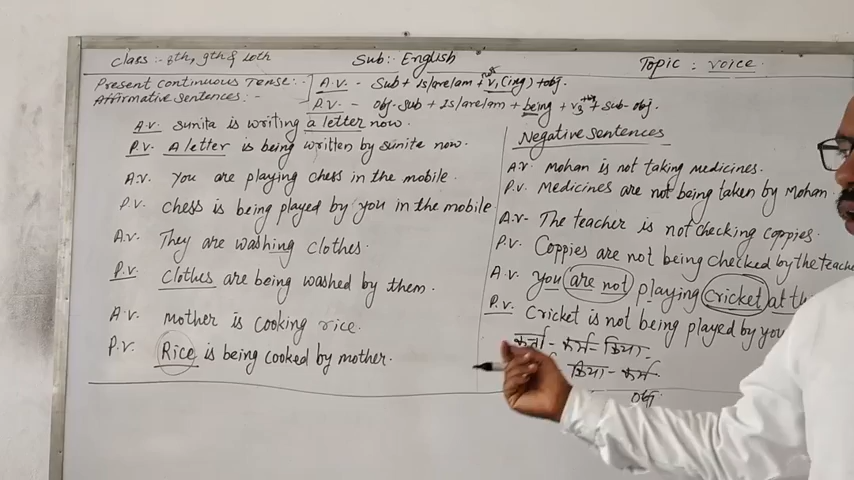 Class :- 8th, 9th & 10th
Sub:- English
Topic : voice.
Present Continuous Tense :-
Affirmative Sentences :-
A.V. - Sub + Is/are/am + not + V1 (ing) + obj.
P.V. - Obj-Sub + Is/are/am + being + V3 + Sub-obj.
A.V. Sunita is writing a letter now.
P.V. A letter is being written by sunite now.
A.V. You are playing chess in the mobile.
P.V. Chess is being played by you in the mobile
A.V. They are washing clothes.
P.V. Clothes are being washed by them.
A.V. Mother is cooking rice.
P.V. Rice is being cooked by mother.
Negative Sentences
A.V. Mohan is not taking medicines.
P.V. Medicines are not being taken by Mohan.
A.V- The teacher is not checking coppies.
P.V. Coppies are not being checked by the teache
A.V. You are not playing cricket at th
P.V. Cricket is not being played by you
कर्ता - कर्म - क्रिया
क्रिया - कर्म
obj.